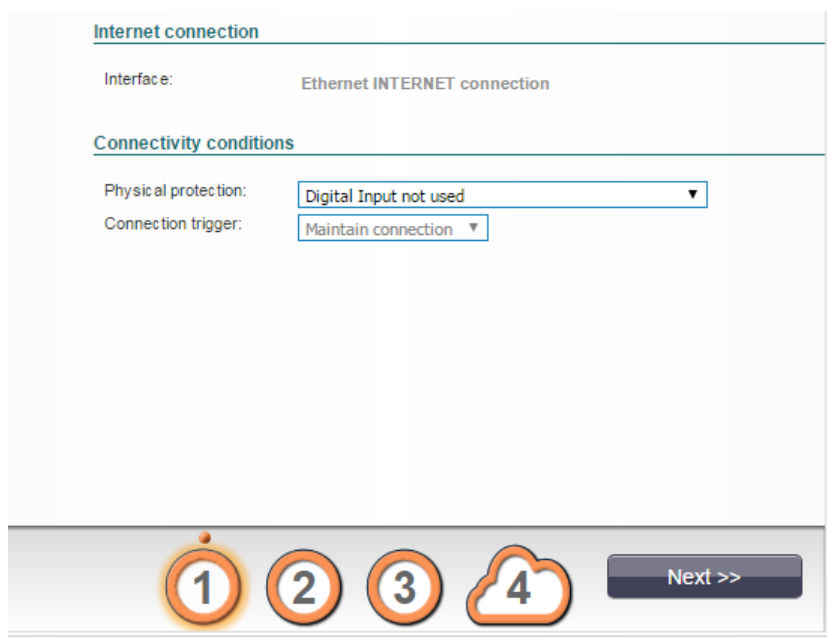 Internet connection
Interface: Ethernet INTERNET connection
Connectivity conditions
Physical protection: Digital Input not used
Connection trigger: Maintain connection
1 2 3 4 Next >>